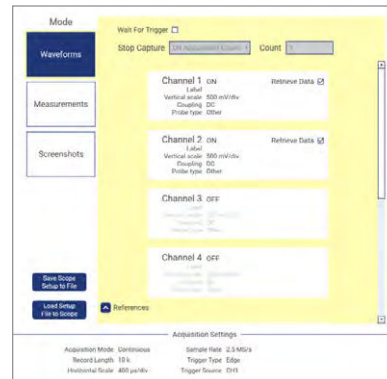 Mode
Waveforms
Measurements
Screenshots
Save Scope
Setup to File
Load Setup
File to Scope
Wait For Trigger
Stop Capture On Acquisition Count Count 1
Channel 1 ON Retrieve Data
Label
Vertical scale 500 mV/div
Coupling DC
Probe type Other
Channel 2 ON Retrieve Data
Label
Vertical scale 500 mV/div
Coupling DC
Probe type Other
Channel 3 OFF
Channel 4 OFF
References
Acquisition Settings
Acquisition Mode Continuous Sample Rate 2.5 MS/s
Record Length 10 k Trigger Type Edge
Horizontal Scale 400 µs/div Trigger Source CH1